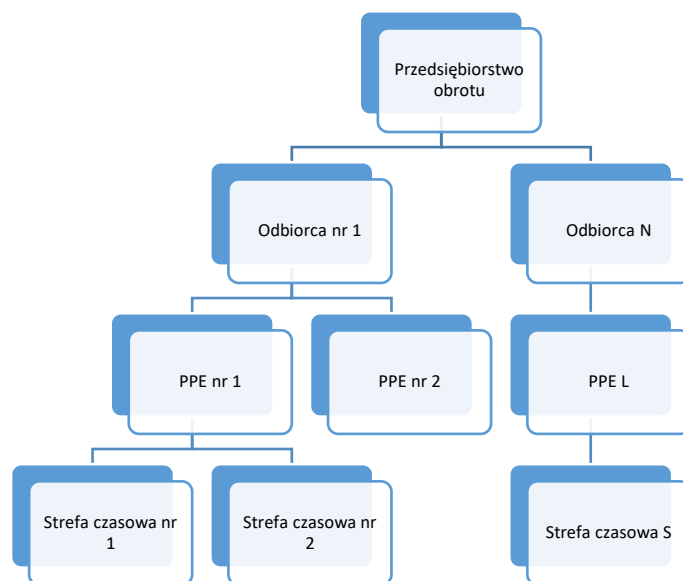 Przedsiębiorstwo
obrotu
Odbiorca nr 1
Odbiorca N
PPE nr 1
PPE nr 2
PPE L
Strefa czasowa nr
1
Strefa czasowa nr
2
Strefa czasowa S